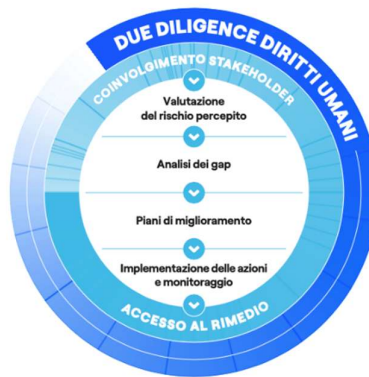 DUE DILIGENCE DIRITTI UMANI
COINVOLGIMENTO STAKEHOLDER
Valutazione
del rischio percepito
Analisi dei gap
Piani di miglioramento
Implementazione delle azioni
e monitoraggio
ACCESSO AL RIMEDIO